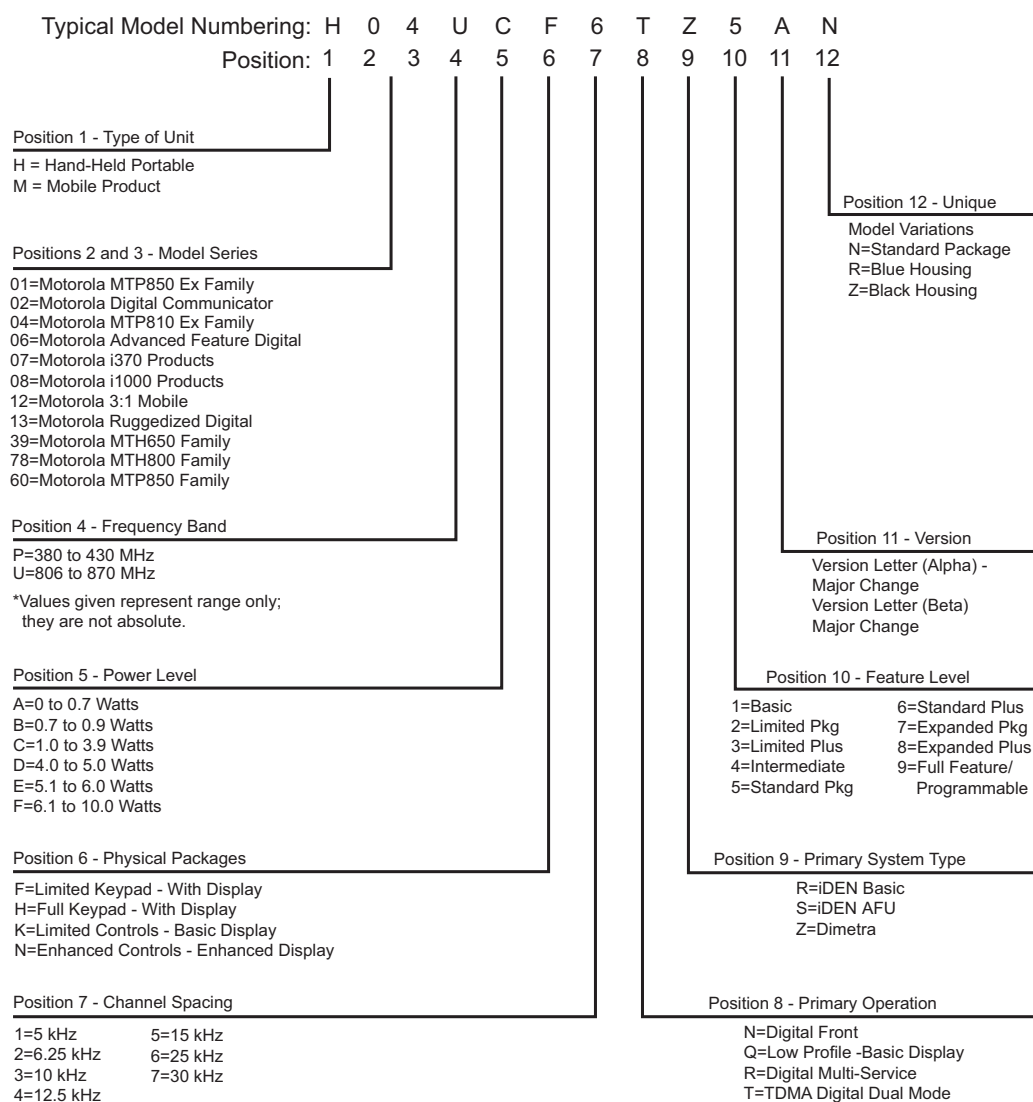 Typical Model Numbering: H 0 4 U C F 6 T Z 5 A N
Position: 1 2 3 4 5 6 7 8 9 10 11 12
Position 1 - Type of Unit
H = Hand-Held Portable
M = Mobile Product
Positions 2 and 3 - Model Series
01=Motorola MTP850 Ex Family
02=Motorola Digital Communicator
04=Motorola MTP810 Ex Family
06=Motorola Advanced Feature Digital
07=Motorola i370 Products
08=Motorola i1000 Products
12=Motorola 3:1 Mobile
13=Motorola Ruggedized Digital
39=Motorola MTH650 Family
78=Motorola MTH800 Family
60=Motorola MTP850 Family
Position 4 - Frequency Band
P=380 to 430 MHz
U=806 to 870 MHz
*Values given represent range only;
they are not absolute.
Position 5 - Power Level
A=0 to 0.7 Watts
B=0.7 to 0.9 Watts
C=1.0 to 3.9 Watts
D=4.0 to 5.0 Watts
E=5.1 to 6.0 Watts
F=6.1 to 10.0 Watts
Position 6 - Physical Packages
F=Limited Keypad - With Display
H=Full Keypad - With Display
K=Limited Controls - Basic Display
N=Enhanced Controls - Enhanced Display
Position 7 - Channel Spacing
1=5 kHz
2=6.25 kHz
3=10 kHz
4=12.5 kHz
5=15 kHz
6=25 kHz
7=30 kHz
Position 12 - Unique
Model Variations
N=Standard Package
R=Blue Housing
Z=Black Housing
Position 11 - Version
Version Letter (Alpha) -
Major Change
Version Letter (Beta)
Major Change
Position 10 - Feature Level
1=Basic
2=Limited Pkg
3=Limited Plus
4=Intermediate
5=Standard Pkg
6=Standard Plus
7=Expanded Pkg
8=Expanded Plus
9=Full Feature/
Programmable
Position 9 - Primary System Type
R=iDEN Basic
S=iDEN AFU
Z=Dimetra
Position 8 - Primary Operation
N=Digital Front
Q=Low Profile -Basic Display
R=Digital Multi-Service
T=TDMA Digital Dual Mode